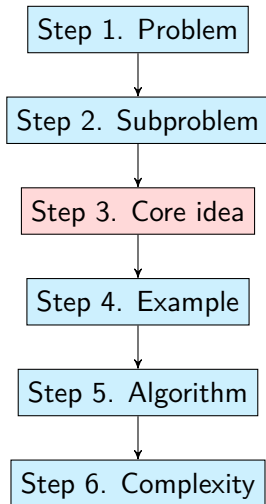 Step 1. Problem
Step 2. Subproblem
Step 3. Core idea
Step 4. Example
Step 5. Algorithm
Step 6. Complexity